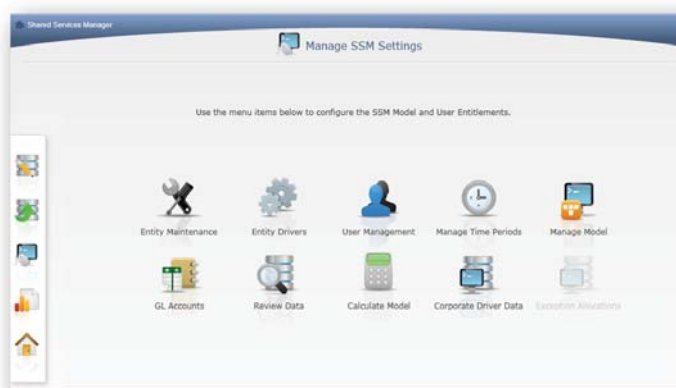 Shared Services Manager
Manage SSM Settings
Use the menu items below to configure the SSM Model and User Entitlements.
Entity Maintenance
Entity Drivers
User Management
Manage Time Periods
Manage Model
GL Accounts
Review Data
Calculate Model
Corporate Driver Data
Exception Allocations